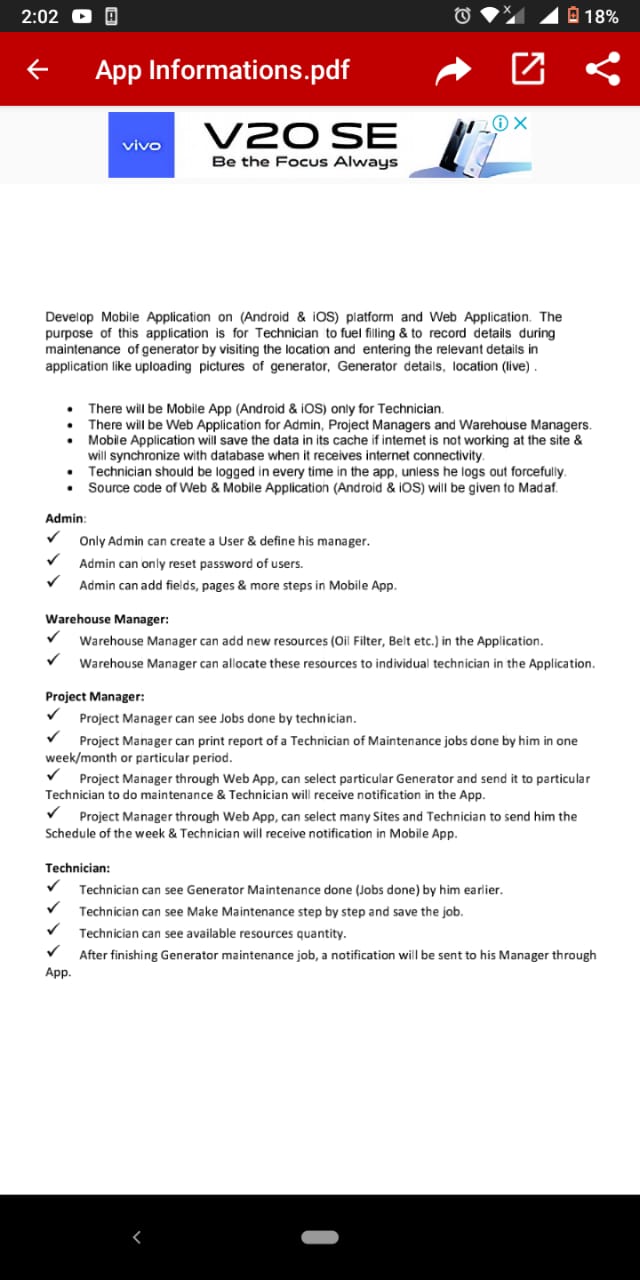 2:02
18%
App Informations.pdf
vivo
V20 SE
Be the Focus Always
Develop Mobile Application on (Android & iOS) platform and Web Application. The
purpose of this application is for Technician to fuel filling & to record details during
maintenance of generator by visiting the location and entering the relevant details in
application like uploading pictures of generator, Generator details, location (live) .
• There will be Mobile App (Android & iOS) only for Technician.
• There will be Web Application for Admin, Project Managers and Warehouse Managers.
• Mobile Application will save the data in its cache if internet is not working at the site &
will synchronize with database when it receives internet connectivity.
• Technician should be logged in every time in the app, unless he logs out forcefully.
• Source code of Web & Mobile Application (Android & iOS) will be given to Madaf.
Admin:
✓ Only Admin can create a User & define his manager.
✓ Admin can only reset password of users.
✓ Admin can add fields, pages & more steps in Mobile App.
Warehouse Manager:
✓ Warehouse Manager can add new resources (Oil Filter, Belt etc.) in the Application.
✓ Warehouse Manager can allocate these resources to individual technician in the Application.
Project Manager:
✓ Project Manager can see Jobs done by technician.
✓ Project Manager can print report of a Technician of Maintenance jobs done by him in one
week/month or particular period.
✓ Project Manager through Web App, can select particular Generator and send it to particular
Technician to do maintenance & Technician will receive notification in the App.
✓ Project Manager through Web App, can select many Sites and Technician to send him the
Schedule of the week & Technician will receive notification in Mobile App.
Technician:
✓ Technician can see Generator Maintenance done (Jobs done) by him earlier.
✓ Technician can see Make Maintenance step by step and save the job.
✓ Technician can see available resources quantity.
✓ After finishing Generator maintenance job, a notification will be sent to his Manager through
App.